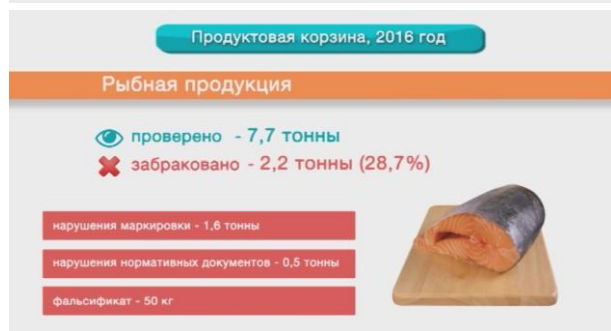 Продуктовая корзина, 2016 год
Рыбная продукция
проверено - 7,7 тонны
забраковано - 2,2 тонны (28,7%)
нарушения маркировки - 1,6 тонны
нарушения нормативных документов - 0,5 тонны
фальсификат - 50 кг